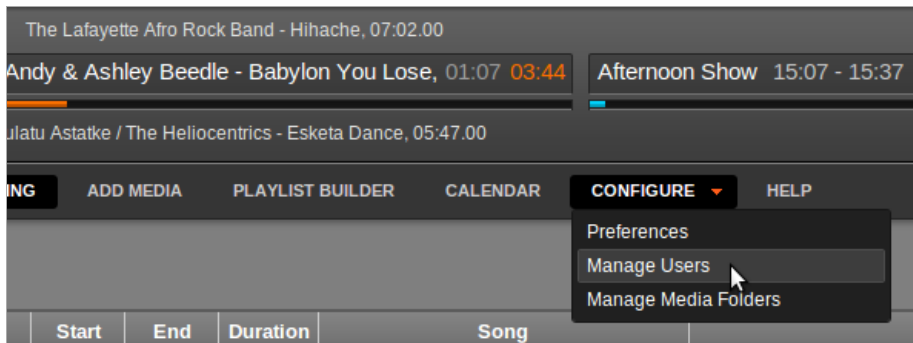 The Lafayette Afro Rock Band - Hihache, 07:02.00
Andy & Ashley Beedle - Babylon You Lose, 01:07 03:44 Afternoon Show 15:07 - 15:37
ulatu Astatke / The Heliocentrics - Esketa Dance, 05:47.00
ING ADD MEDIA PLAYLIST BUILDER CALENDAR CONFIGURE HELP
Preferences
Manage Users
Manage Media Folders
Start End Duration Song